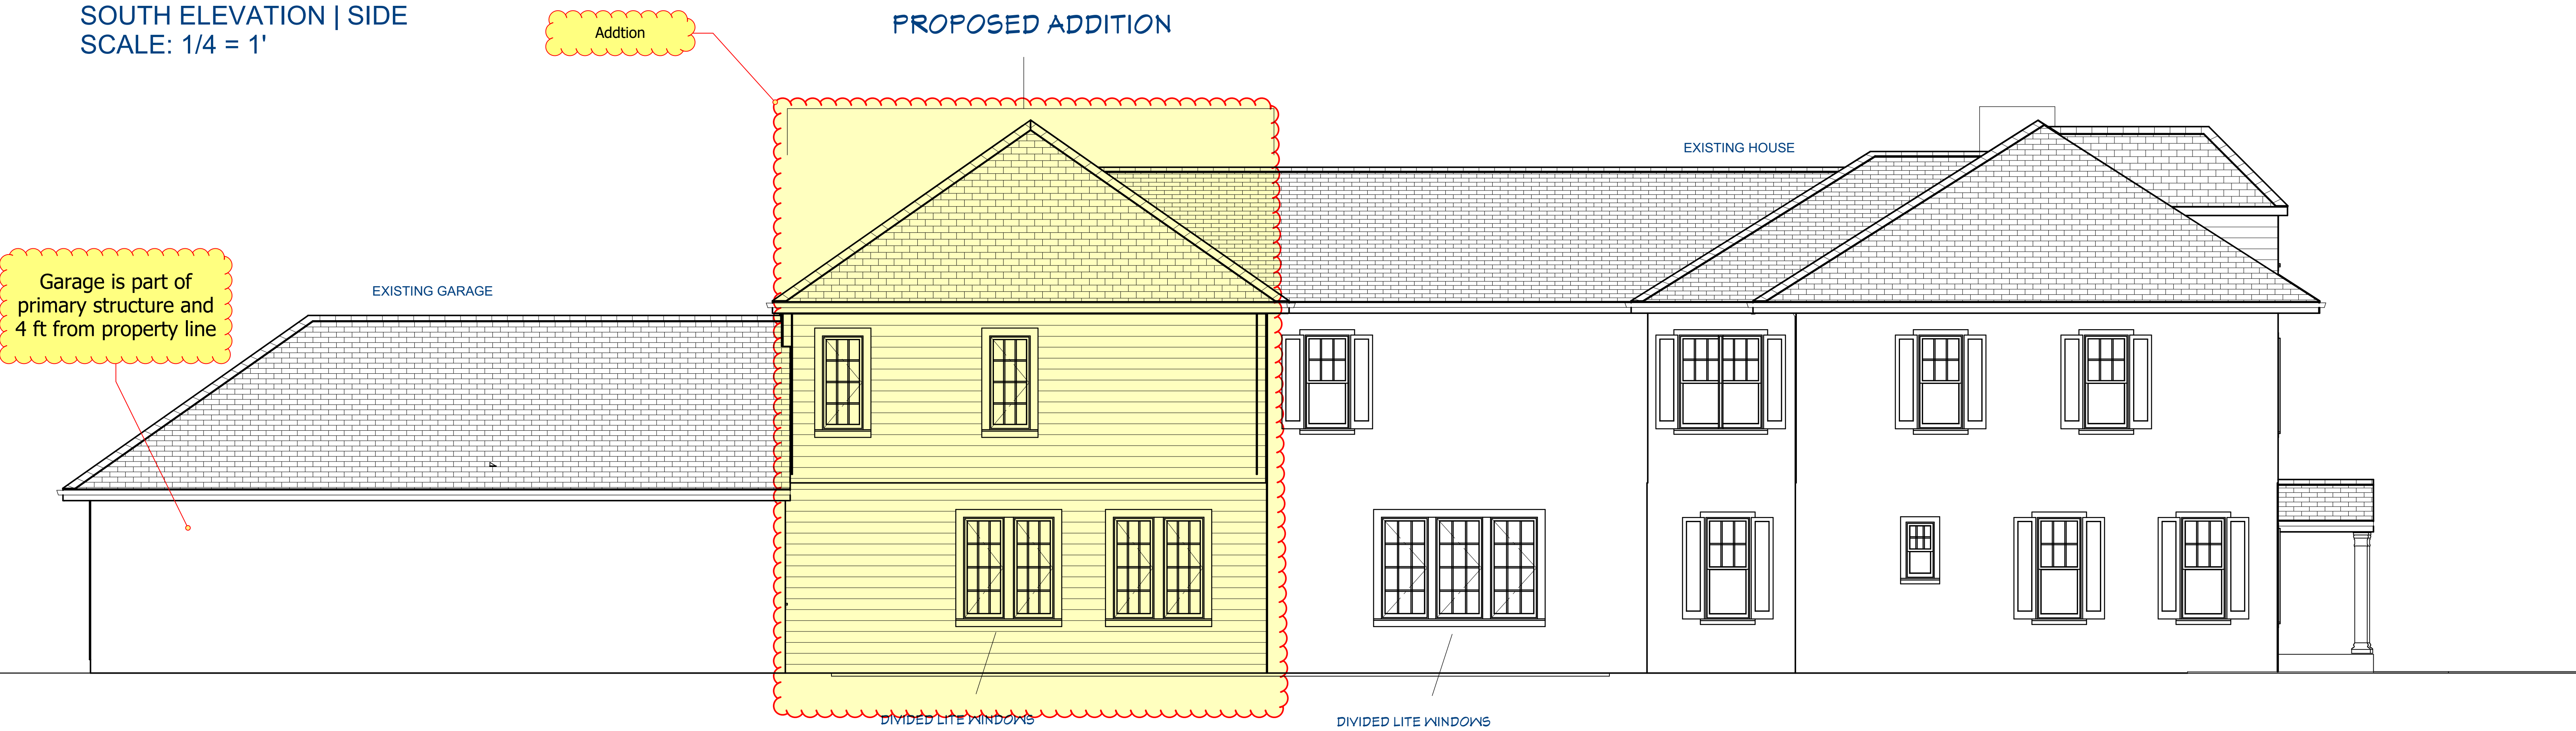 SOUTH ELEVATION | SIDE
SCALE: 1/4 = 1'
Addtion
PROPOSED ADDITION
EXISTING HOUSE
Garage is part of
primary structure and
4 ft from property line
EXISTING GARAGE
DIVIDED LITE WINDOWS
DIVIDED LITE WINDOWS